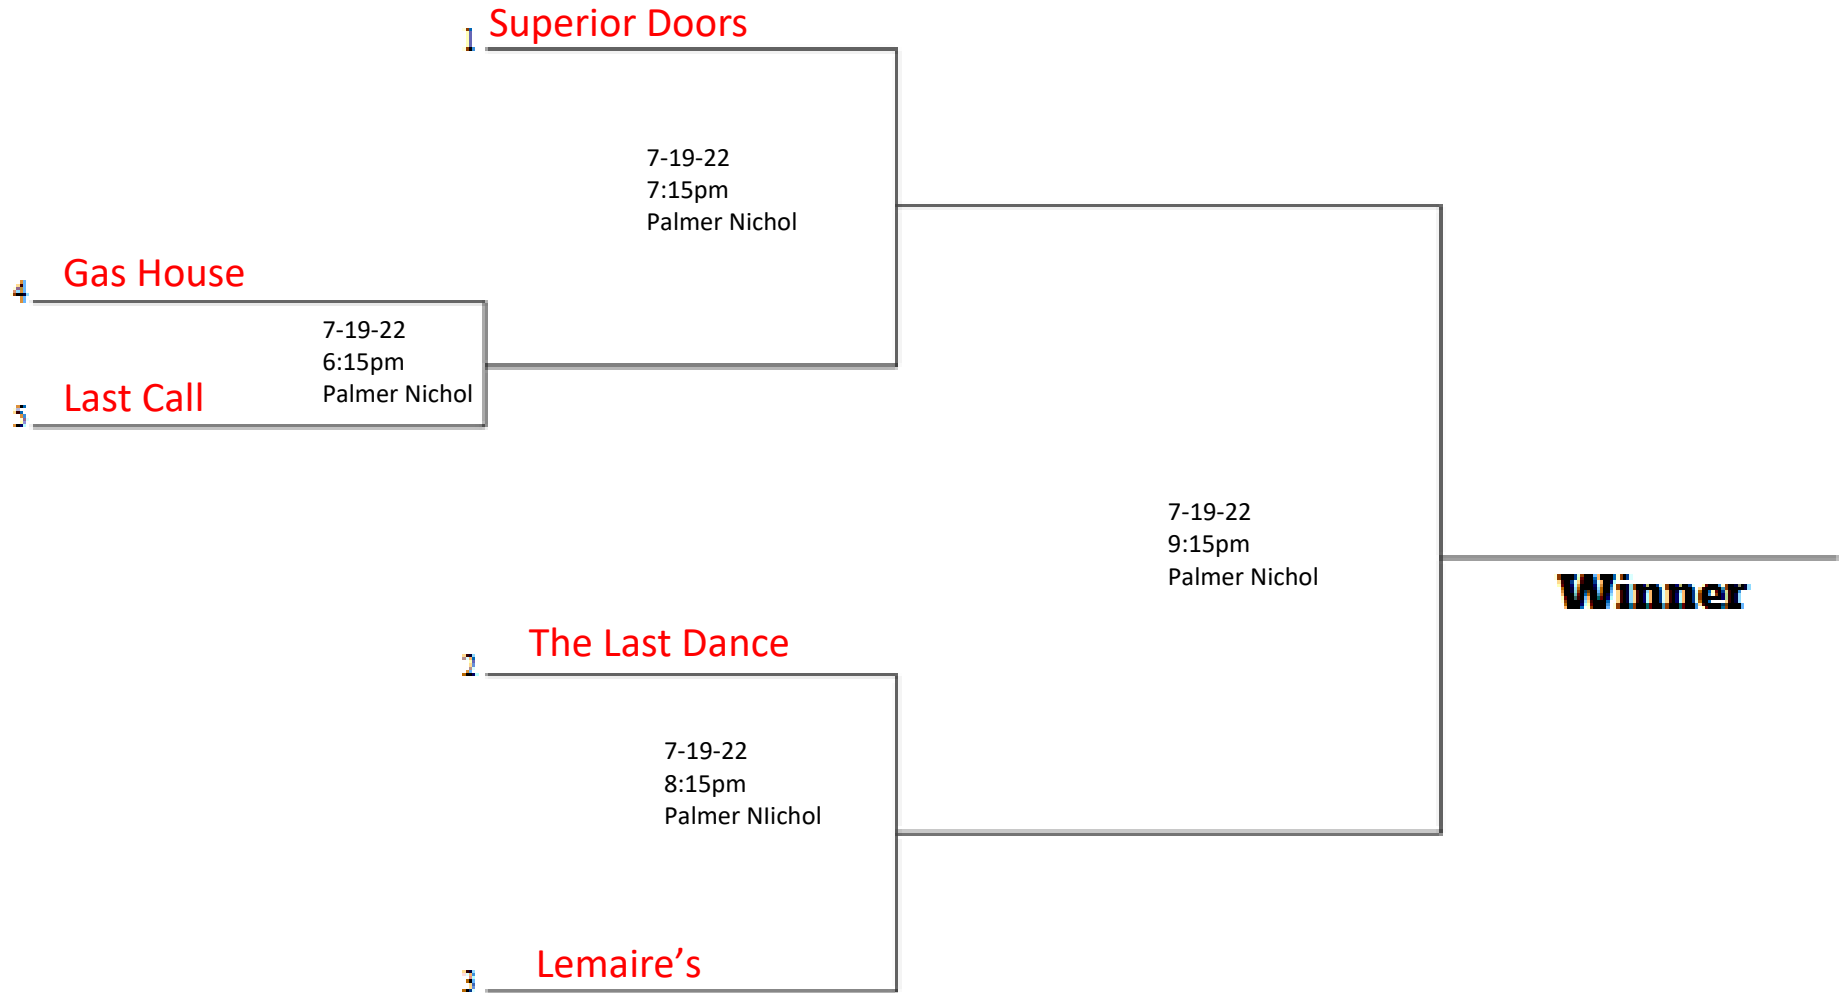 1 Superior Doors
7-19-22
7:15pm
Palmer Nichol
4 Gas House
7-19-22
6:15pm
Palmer Nichol
5 Last Call
7-19-22
9:15pm
Palmer Nichol
Winner
2 The Last Dance
7-19-22
8:15pm
Palmer NIichol
3 Lemaire’s